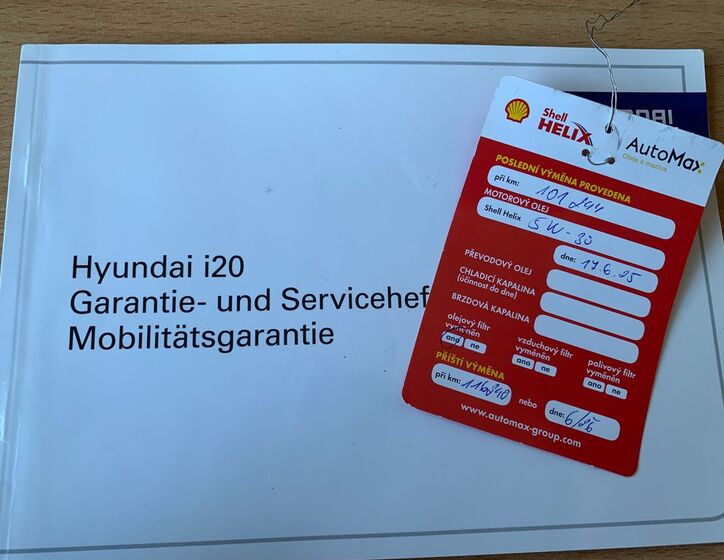 Hyundai i20
Garantie- und Servicehef
Mobilitätsgarantie
Shell
HELIX
AutoMax
Oleje a maziva
POSLEDNÍ VÝMĚNA PROVEDENA
při km: 101 244
MOTOROVÝ OLEJ
Shell Helix 5W-30
dne: 17.6.25
PŘEVODOVÝ OLEJ
CHLADICÍ KAPALINA
(účinnost do dne)
BRZDOVÁ KAPALINA
olejový filtr
vyměněn
ano ne
vzduchový filtr
vyměněn
ano ne
palivový filtr
vyměněn
ano ne
PŘÍŠTÍ VÝMĚNA
při km: 116240 nebo dne: 6/26
www.automax-group.com